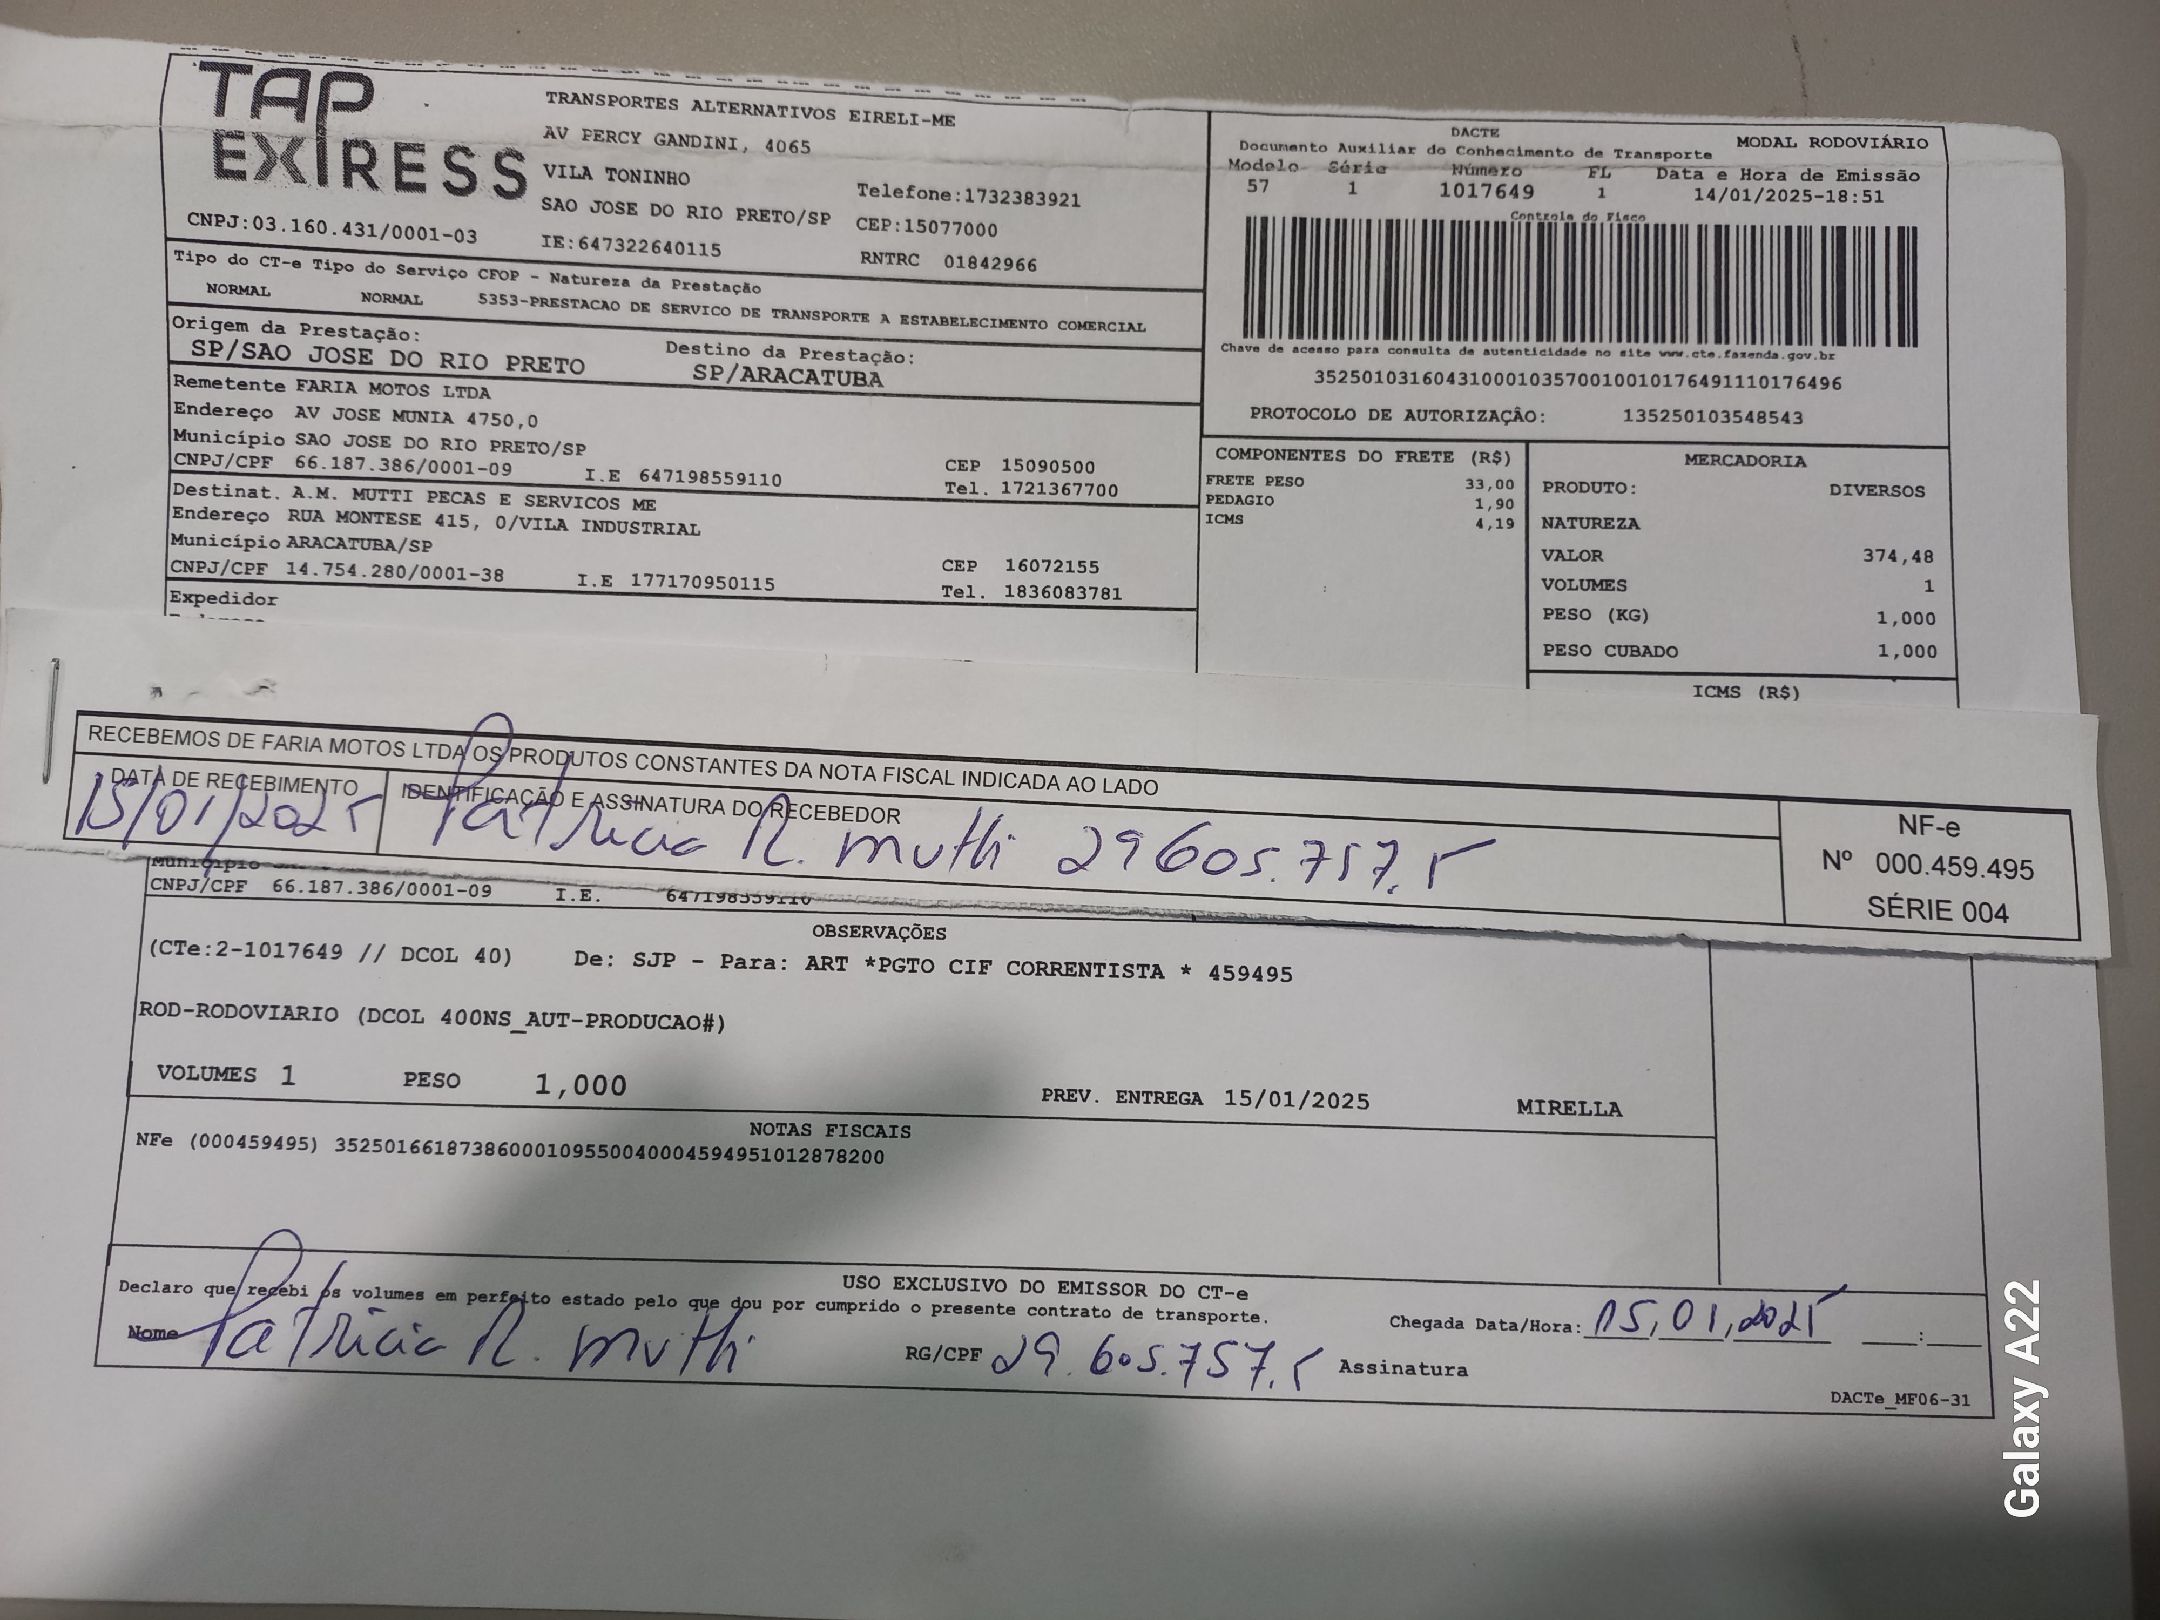 TAP
EXPRESS
CNPJ:03.160.431/0001-03
TRANSPORTES ALTERNATIVOS EIRELI-ME
AV PERCY GANDINI, 4065
VILA TONINHO
SAO JOSE DO RIO PRETO/SP
IE:647322640115
Telefone:1732383921
CEP:15077000
RNTRC 01842966
DACTE MODAL RODOVIÁRIO
Documento Auxiliar do Conhecimento de Transporte
Modelo Série Número FL Data e Hora de Emissão
57 1 1017649 1 14/01/2025-18:51
Controle do Fisco
Chave de acesso para consulta de autenticidade no site www.cte.fazenda.gov.br
35250103160431000103570010010176491110176496
PROTOCOLO DE AUTORIZAÇÃO: 135250103548543
Tipo do CT-e Tipo do Serviço CFOP - Natureza da Prestação
NORMAL NORMAL 5353-PRESTACAO DE SERVICO DE TRANSPORTE A ESTABELECIMENTO COMERCIAL
Origem da Prestação: Destino da Prestação:
SP/SAO JOSE DO RIO PRETO SP/ARACATUBA
Remetente FARIA MOTOS LTDA
Endereço AV JOSE MUNIA 4750,0
Município SAO JOSE DO RIO PRETO/SP CEP 15090500
CNPJ/CPF 66.187.386/0001-09 I.E 647198559110 Tel. 1721367700
Destinat. A.M. MUTTI PECAS E SERVICOS ME
Endereço RUA MONTESE 415, 0/VILA INDUSTRIAL
Município ARACATUBA/SP CEP 16072155
CNPJ/CPF 14.754.280/0001-38 I.E 177170950115 Tel. 1836083781
Expedidor
COMPONENTES DO FRETE (R$)
FRETE PESO 33,00
PEDAGIO 1,90
ICMS 4,19
MERCADORIA
PRODUTO: DIVERSOS
NATUREZA
VALOR 374,48
VOLUMES 1
PESO (KG) 1,000
PESO CUBADO 1,000
ICMS (R$)
RECEBEMOS DE FARIA MOTOS LTDA OS PRODUTOS CONSTANTES DA NOTA FISCAL INDICADA AO LADO
DATA DE RECEBIMENTO IDENTIFICAÇÃO E ASSINATURA DO RECEBEDOR
15/01/2025 Patricia R. mutti 29605.757.5
NF-e
Nº 000.459.495
SÉRIE 004
Município
CNPJ/CPF 66.187.386/0001-09 I.E. 647198559110
OBSERVAÇÕES
(CTe:2-1017649 // DCOL 40) De: SJP - Para: ART *PGTO CIF CORRENTISTA * 459495
ROD-RODOVIARIO (DCOL 400NS_AUT-PRODUCAO#)
VOLUMES 1 PESO 1,000 PREV. ENTREGA 15/01/2025 MIRELLA
NOTAS FISCAIS
NFe (000459495) 35250166187386000109550040004594951012878200
USO EXCLUSIVO DO EMISSOR DO CT-e
Declaro que recebi os volumes em perfeito estado pelo que dou por cumprido o presente contrato de transporte.
Chegada Data/Hora: 15,01,2025 :
Nome Patricia R. mutti RG/CPF 29.605.757.5 Assinatura
DACTe_MF06-31
Galaxy A22